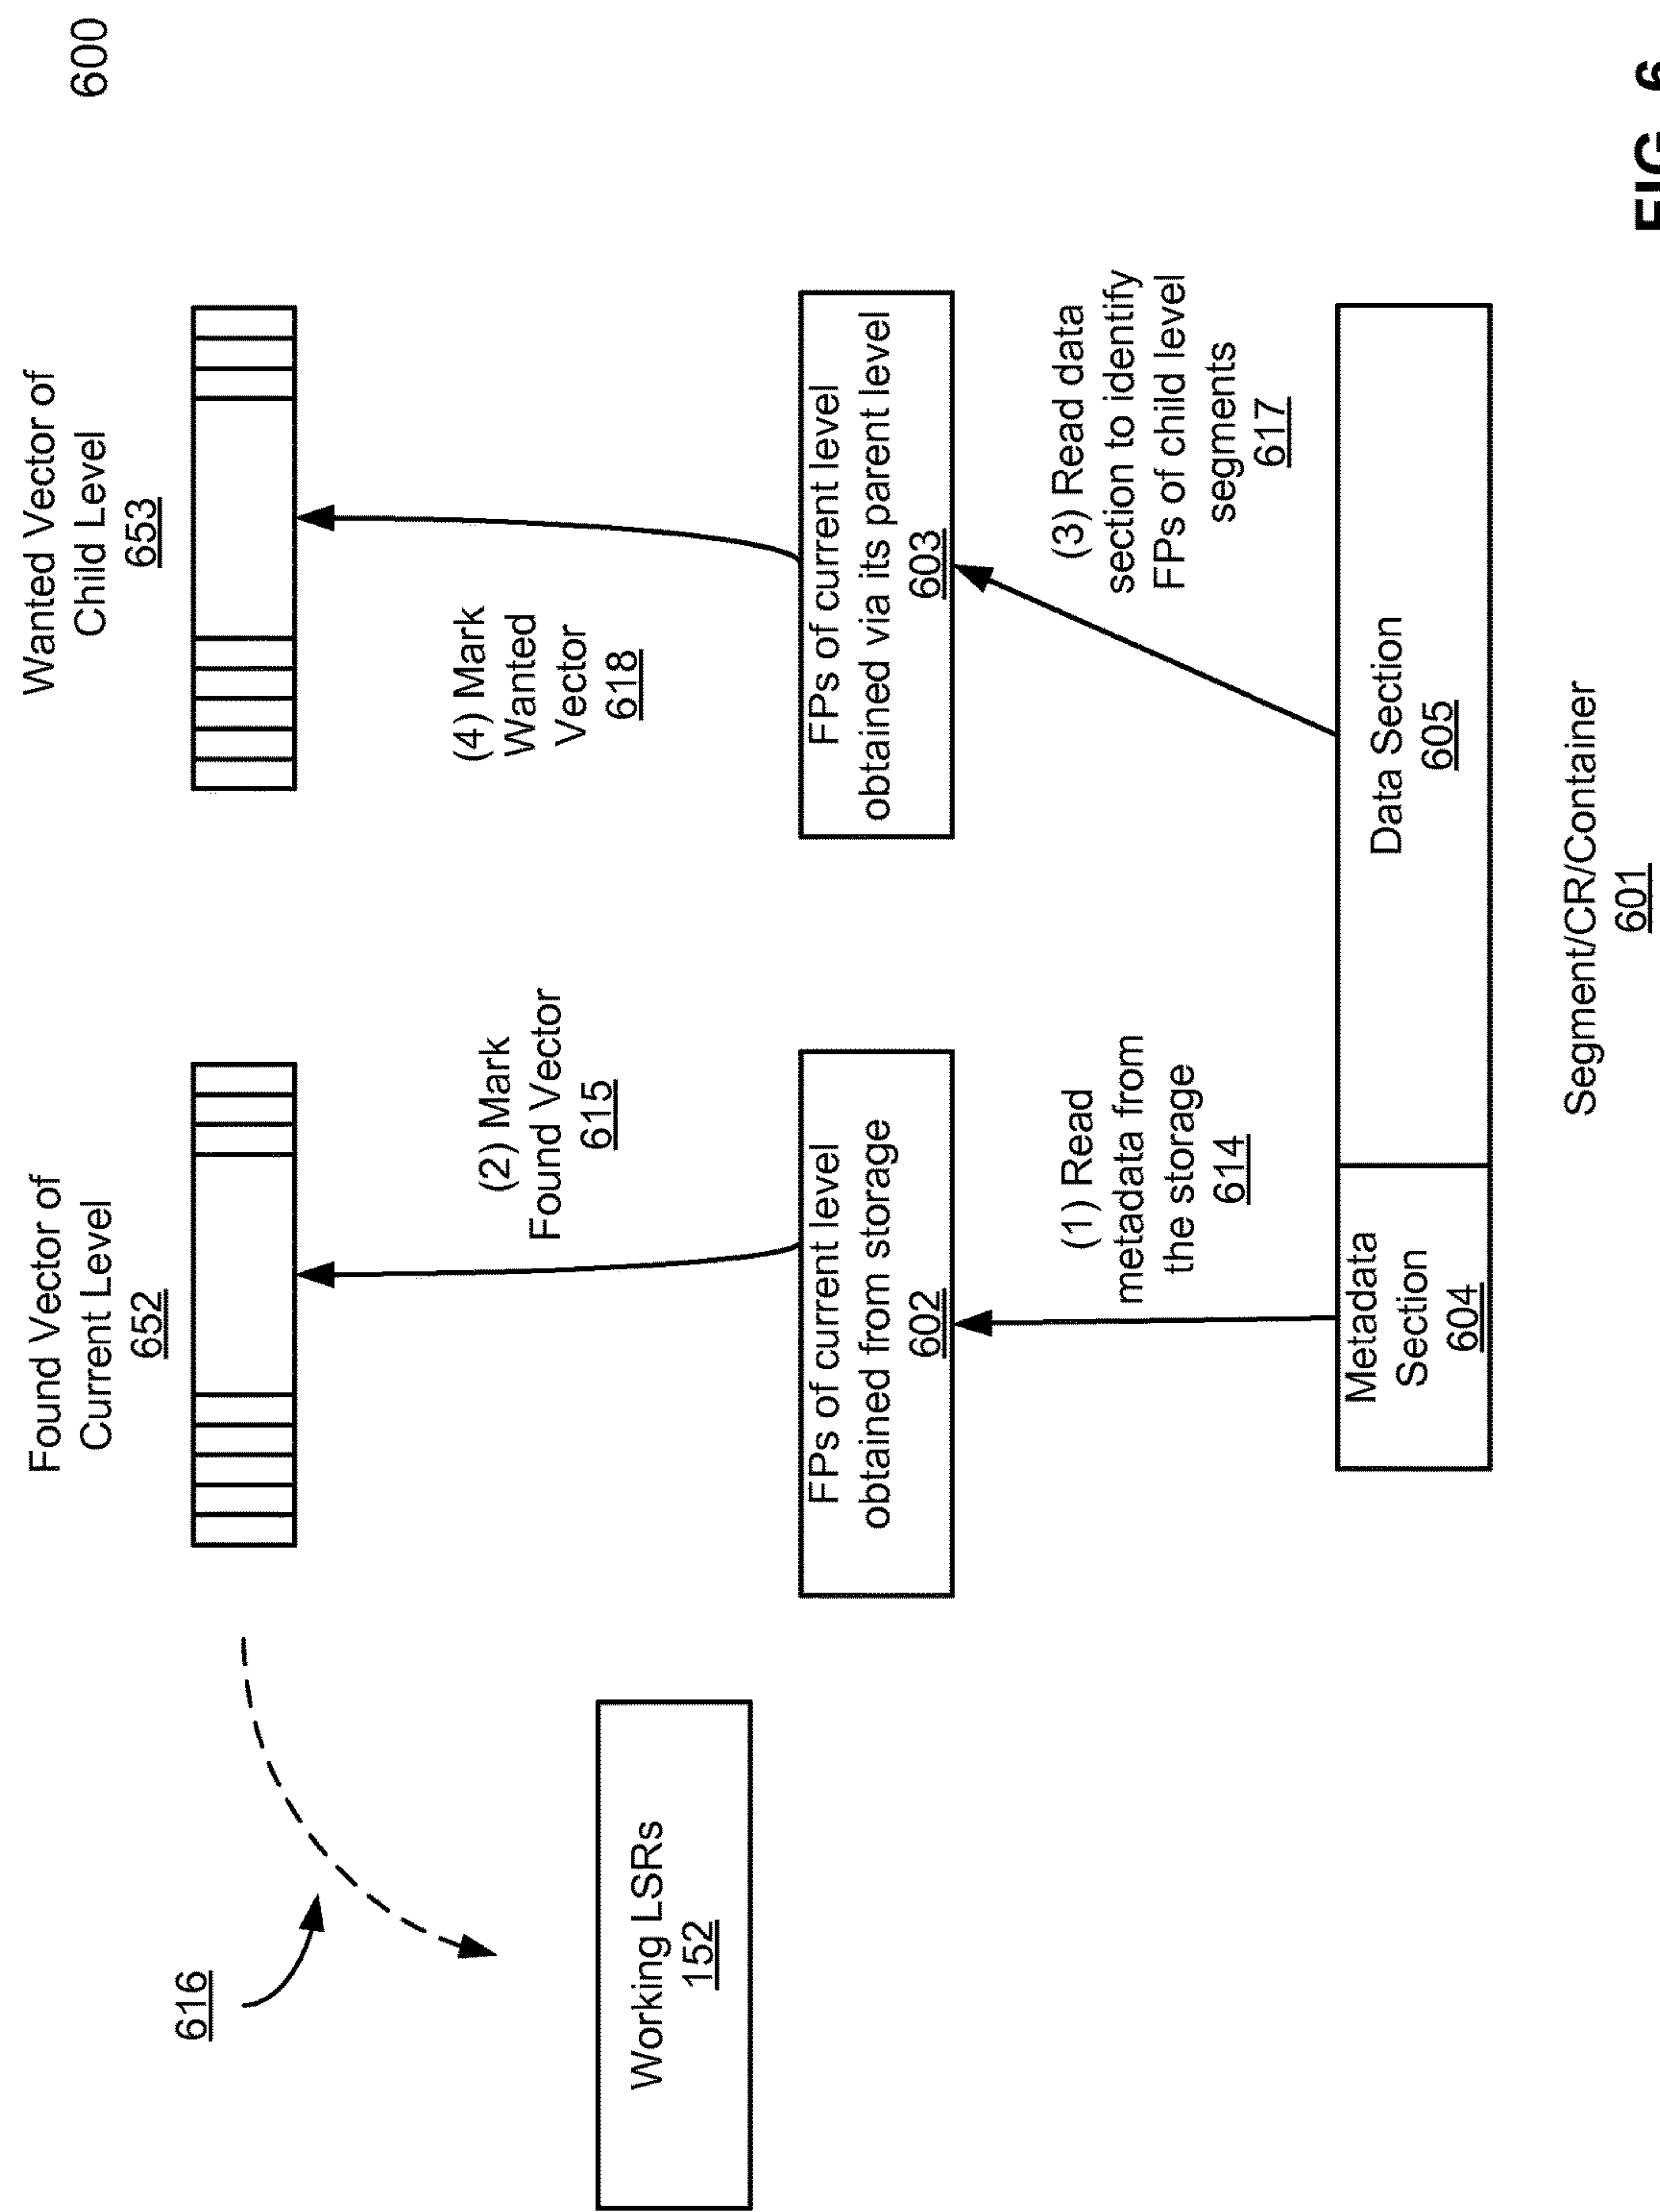 600
Found Vector of
Current Level
652
Wanted Vector of
Child Level
653
616
(2) Mark
Found Vector
615
(4) Mark
Wanted
Vector
618
Working LSRs
152
FPs of current level
obtained from storage
602
FPs of current level
obtained via its parent level
603
(1) Read
metadata from
the storage
614
(3) Read data
section to identify
FPs of child level
segments
617
Metadata
Section
604
Data Section
605
Segment/CR/Container
601
FIG. 6